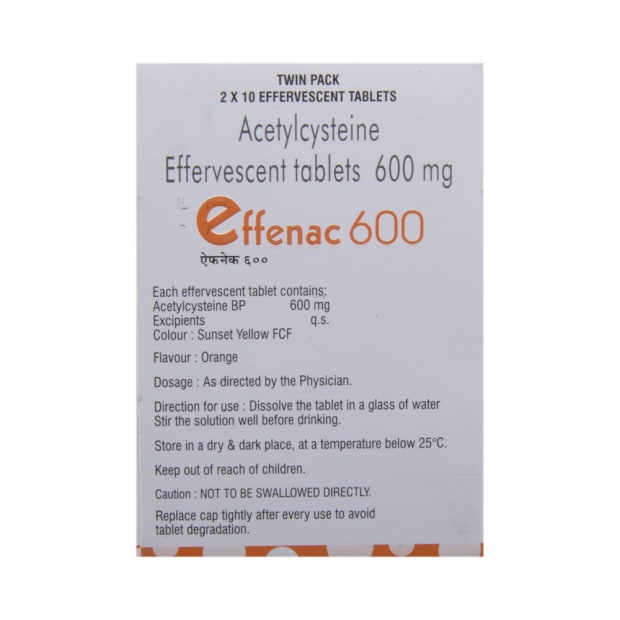 TWIN PACK
2 X 10 EFFERVESCENT TABLETS
Acetylcysteine
Effervescent tablets 600 mg
effenac 600
ऐफनेक ६००
Each effervescent tablet contains:
Acetylcysteine BP 600 mg
Excipients q.s.
Colour : Sunset Yellow FCF
Flavour : Orange
Dosage : As directed by the Physician.
Direction for use : Dissolve the tablet in a glass of water
Stir the solution well before drinking.
Store in a dry & dark place, at a temperature below 25°C.
Keep out of reach of children.
Caution : NOT TO BE SWALLOWED DIRECTLY.
Replace cap tightly after every use to avoid
tablet degradation.